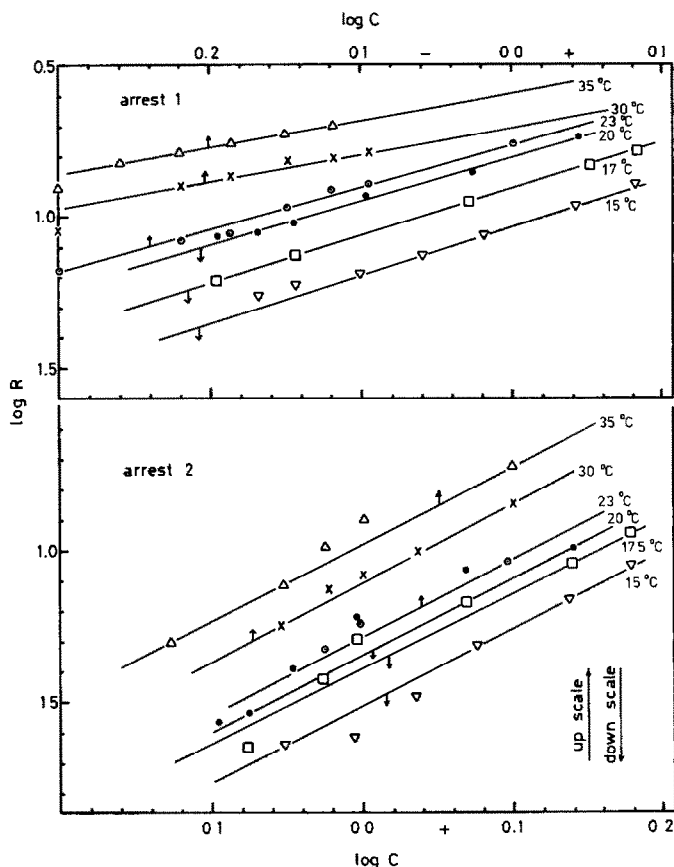 log C
0.2 0.1 − 0.0 + 0.1
0.5
arrest 1
35 °C
30 °C
23 °C
20 °C
17 °C
1.0
15 °C
1.5
log R
arrest 2
35 °C
30 °C
23 °C
20 °C
1.0
17.5 °C
15 °C
1.5
up scale
down scale
0.1 0.0 + 0.1 0.2
log C